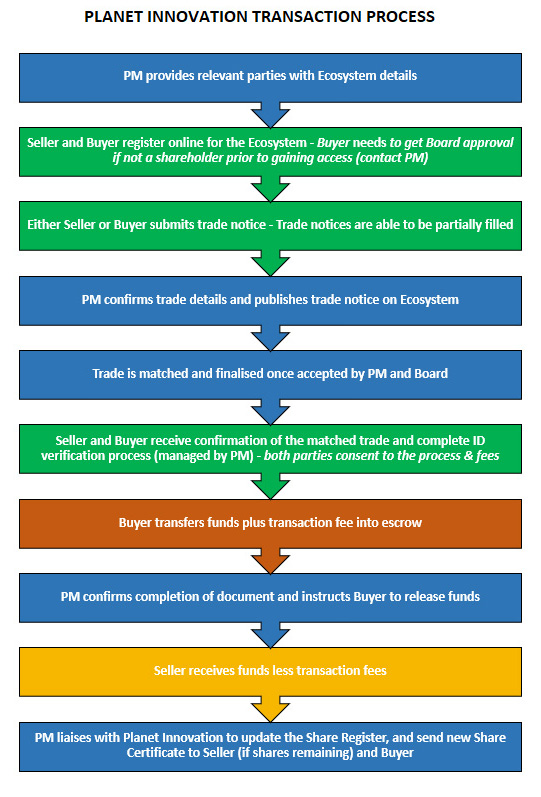 PLANET INNOVATION TRANSACTION PROCESS
PM provides relevant parties with Ecosystem details
Seller and Buyer register online for the Ecosystem - Buyer needs to get Board approval
if not a shareholder prior to gaining access (contact PM)
Either Seller or Buyer submits trade notice - Trade notices are able to be partially filled
PM confirms trade details and publishes trade notice on Ecosystem
Trade is matched and finalised once accepted by PM and Board
Seller and Buyer receive confirmation of the matched trade and complete ID
verification process (managed by PM) - both parties consent to the process & fees
Buyer transfers funds plus transaction fee into escrow
PM confirms completion of document and instructs Buyer to release funds
Seller receives funds less transaction fees
PM liaises with Planet Innovation to update the Share Register, and send new Share
Certificate to Seller (if shares remaining) and Buyer